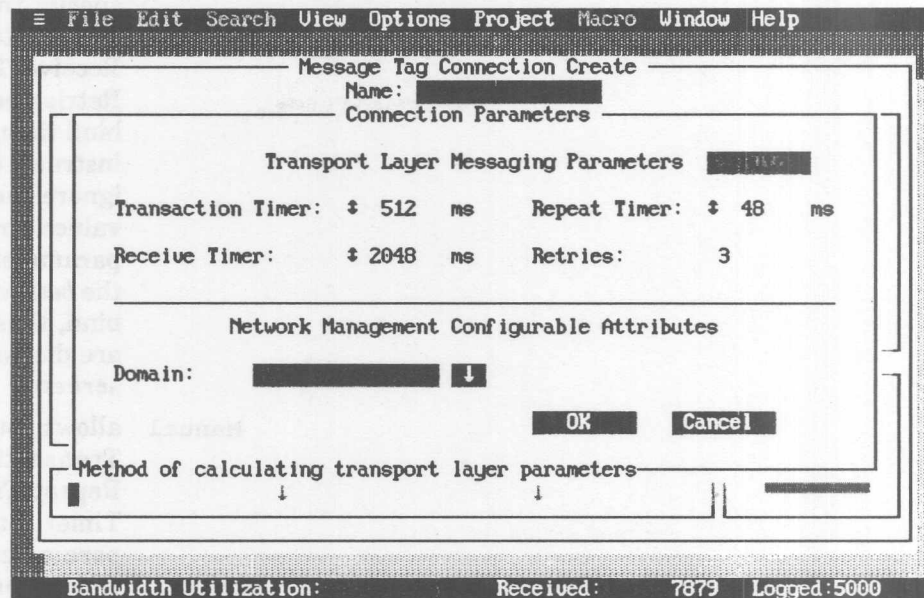 ≡ File Edit Search View Options Project Macro Window Help
Message Tag Connection Create
Name:
Connection Parameters
Transport Layer Messaging Parameters
Transaction Timer: ↕ 512 ms Repeat Timer: ↕ 48 ms
Receive Timer: ↕ 2048 ms Retries: 3
Network Management Configurable Attributes
Domain: ↓
OK Cancel
Method of calculating transport layer parameters
↓ ↓
Bandwidth Utilization: Received: 7879 Logged:5000